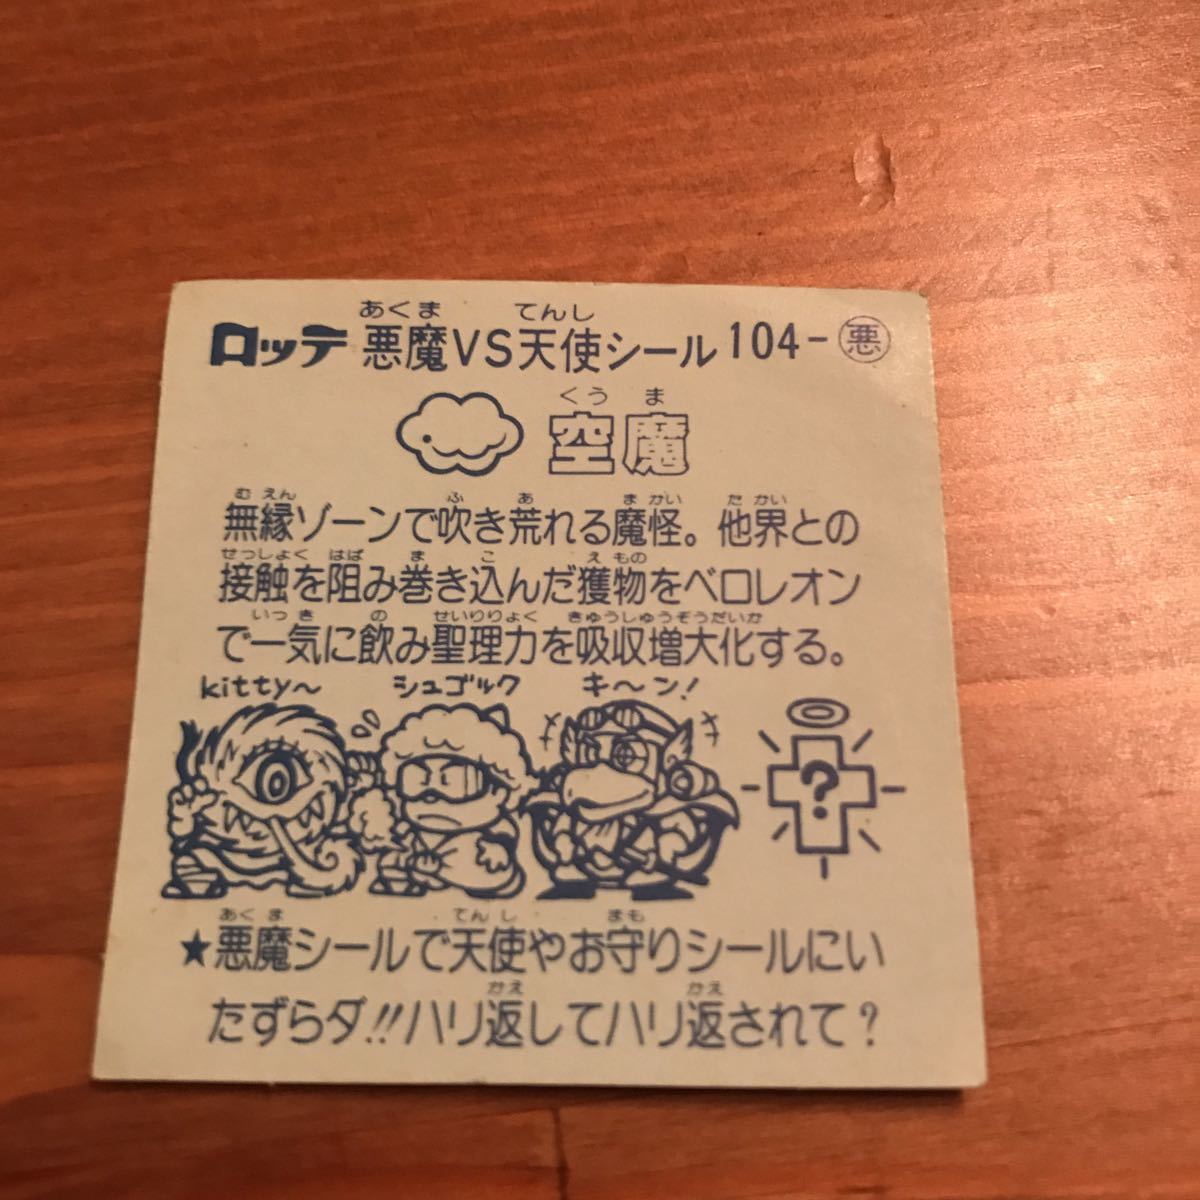 あくま てんし
ロッテ 悪魔VS天使シール 104-悪
くうま
空魔
むえん ふ あ まかい たかい
無縁ゾーンで吹き荒れる魔怪。他界との
せっしょく はば ま こ えもの
接触を阻み巻き込んだ獲物をベロレオン
いっき の せいりりょく きゅうしゅうぞうだいか
で一気に飲み聖理力を吸収増大化する。
kitty〜 シュゴック キ〜ン!
?
あくま てんし まも
★悪魔シールで天使やお守りシールにい
かえ かえ
たずらダ!!ハリ返してハリ返されて?